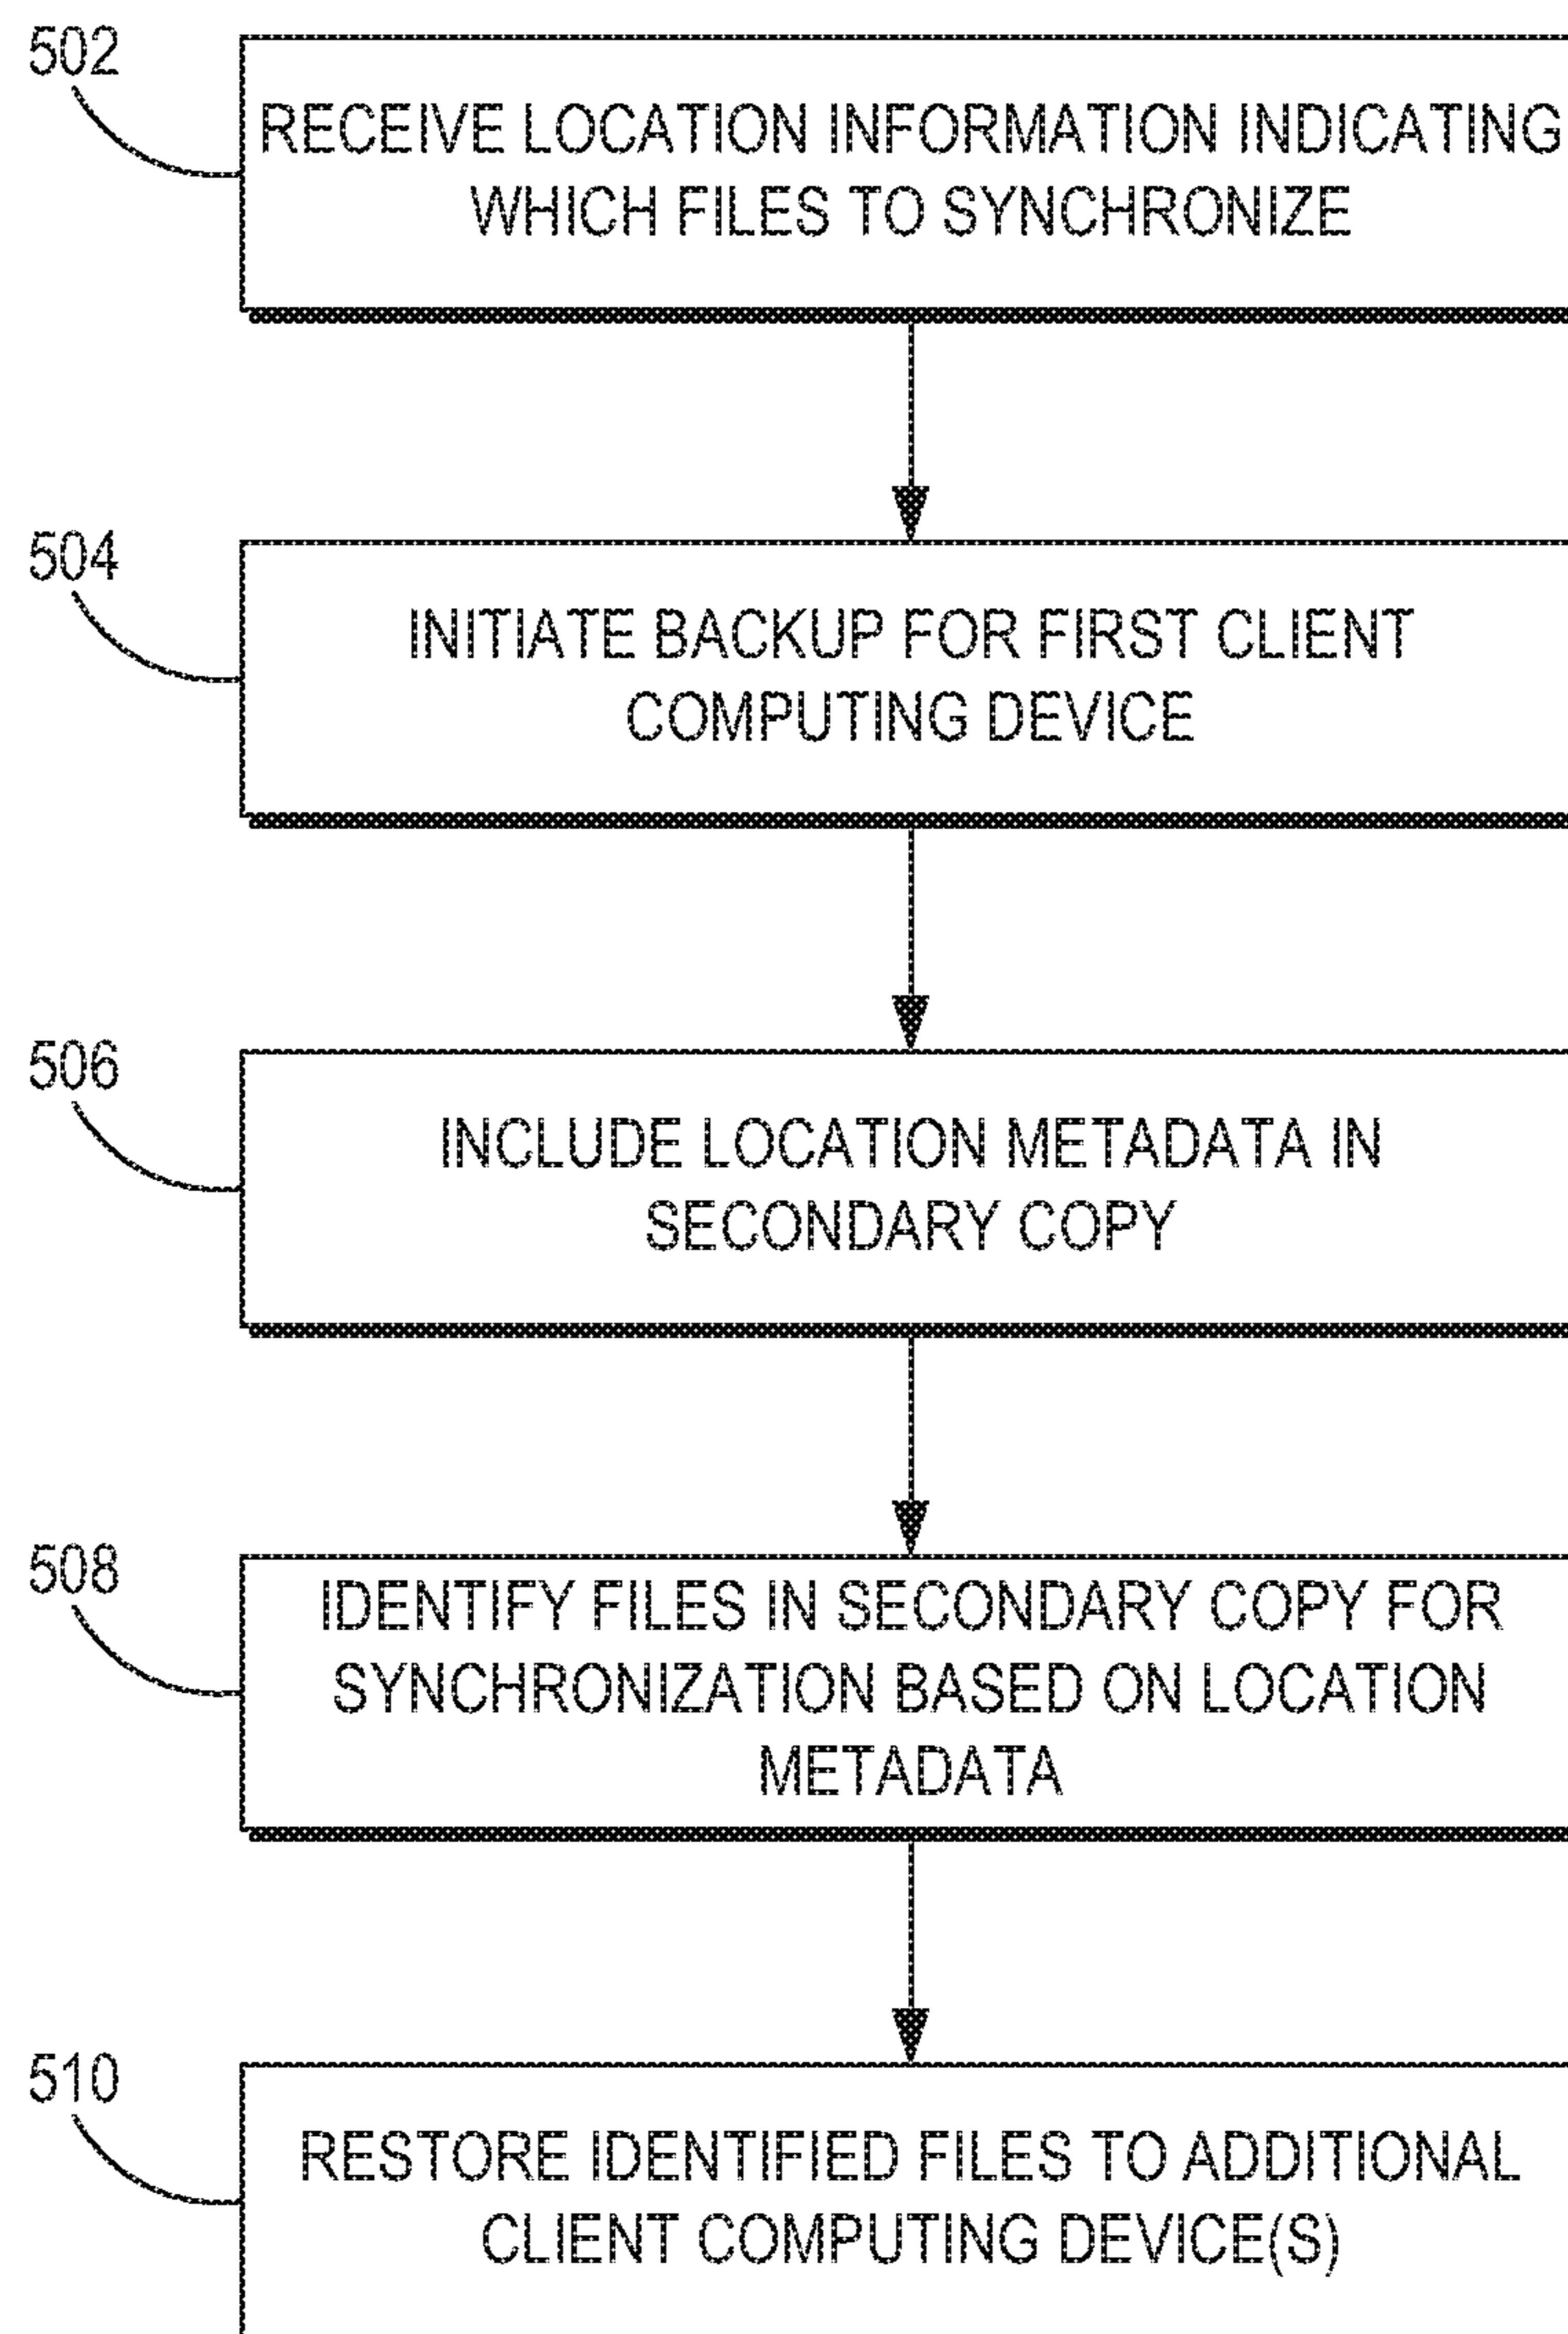 502
RECEIVE LOCATION INFORMATION INDICATING
WHICH FILES TO SYNCHRONIZE
504
INITIATE BACKUP FOR FIRST CLIENT
COMPUTING DEVICE
506
INCLUDE LOCATION METADATA IN
SECONDARY COPY
508
IDENTIFY FILES IN SECONDARY COPY FOR
SYNCHRONIZATION BASED ON LOCATION
METADATA
510
RESTORE IDENTIFIED FILES TO ADDITIONAL
CLIENT COMPUTING DEVICE(S)